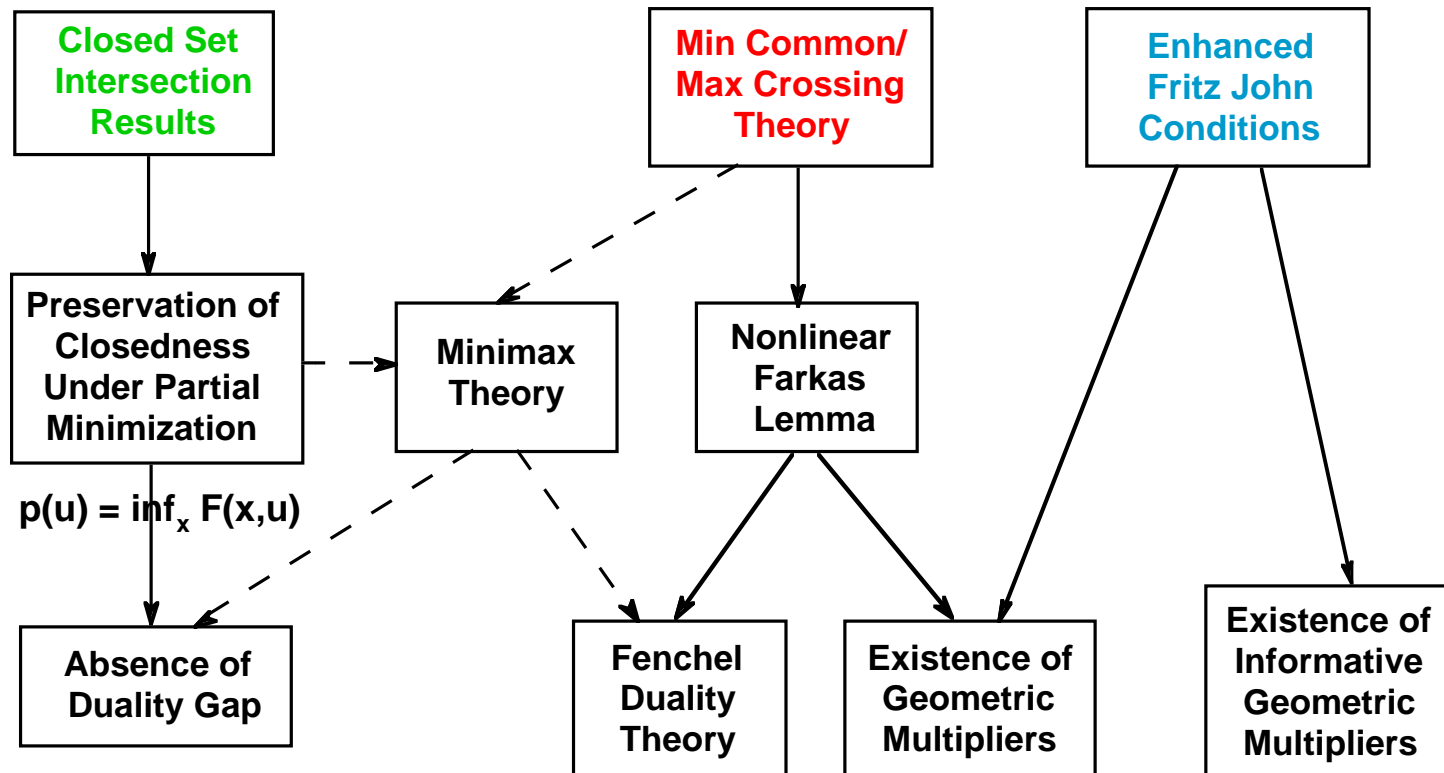 Closed Set
Intersection
Results
Min Common/
Max Crossing
Theory
Enhanced
Fritz John
Conditions
Preservation of
Closedness
Under Partial
Minimization
Minimax
Theory
Nonlinear
Farkas
Lemma
p(u) = inf_x F(x,u)
Absence of
Duality Gap
Fenchel
Duality
Theory
Existence of
Geometric
Multipliers
Existence of
Informative
Geometric
Multipliers